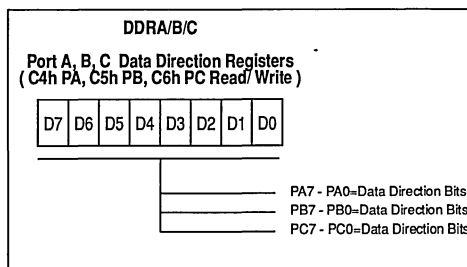 DDRA/B/C
Port A, B, C Data Direction Registers
( C4h PA, C5h PB, C6h PC Read/ Write )
D7 D6 D5 D4 D3 D2 D1 D0
PA7 - PA0=Data Direction Bits
PB7 - PB0=Data Direction Bits
PC7 - PC0=Data Direction Bits